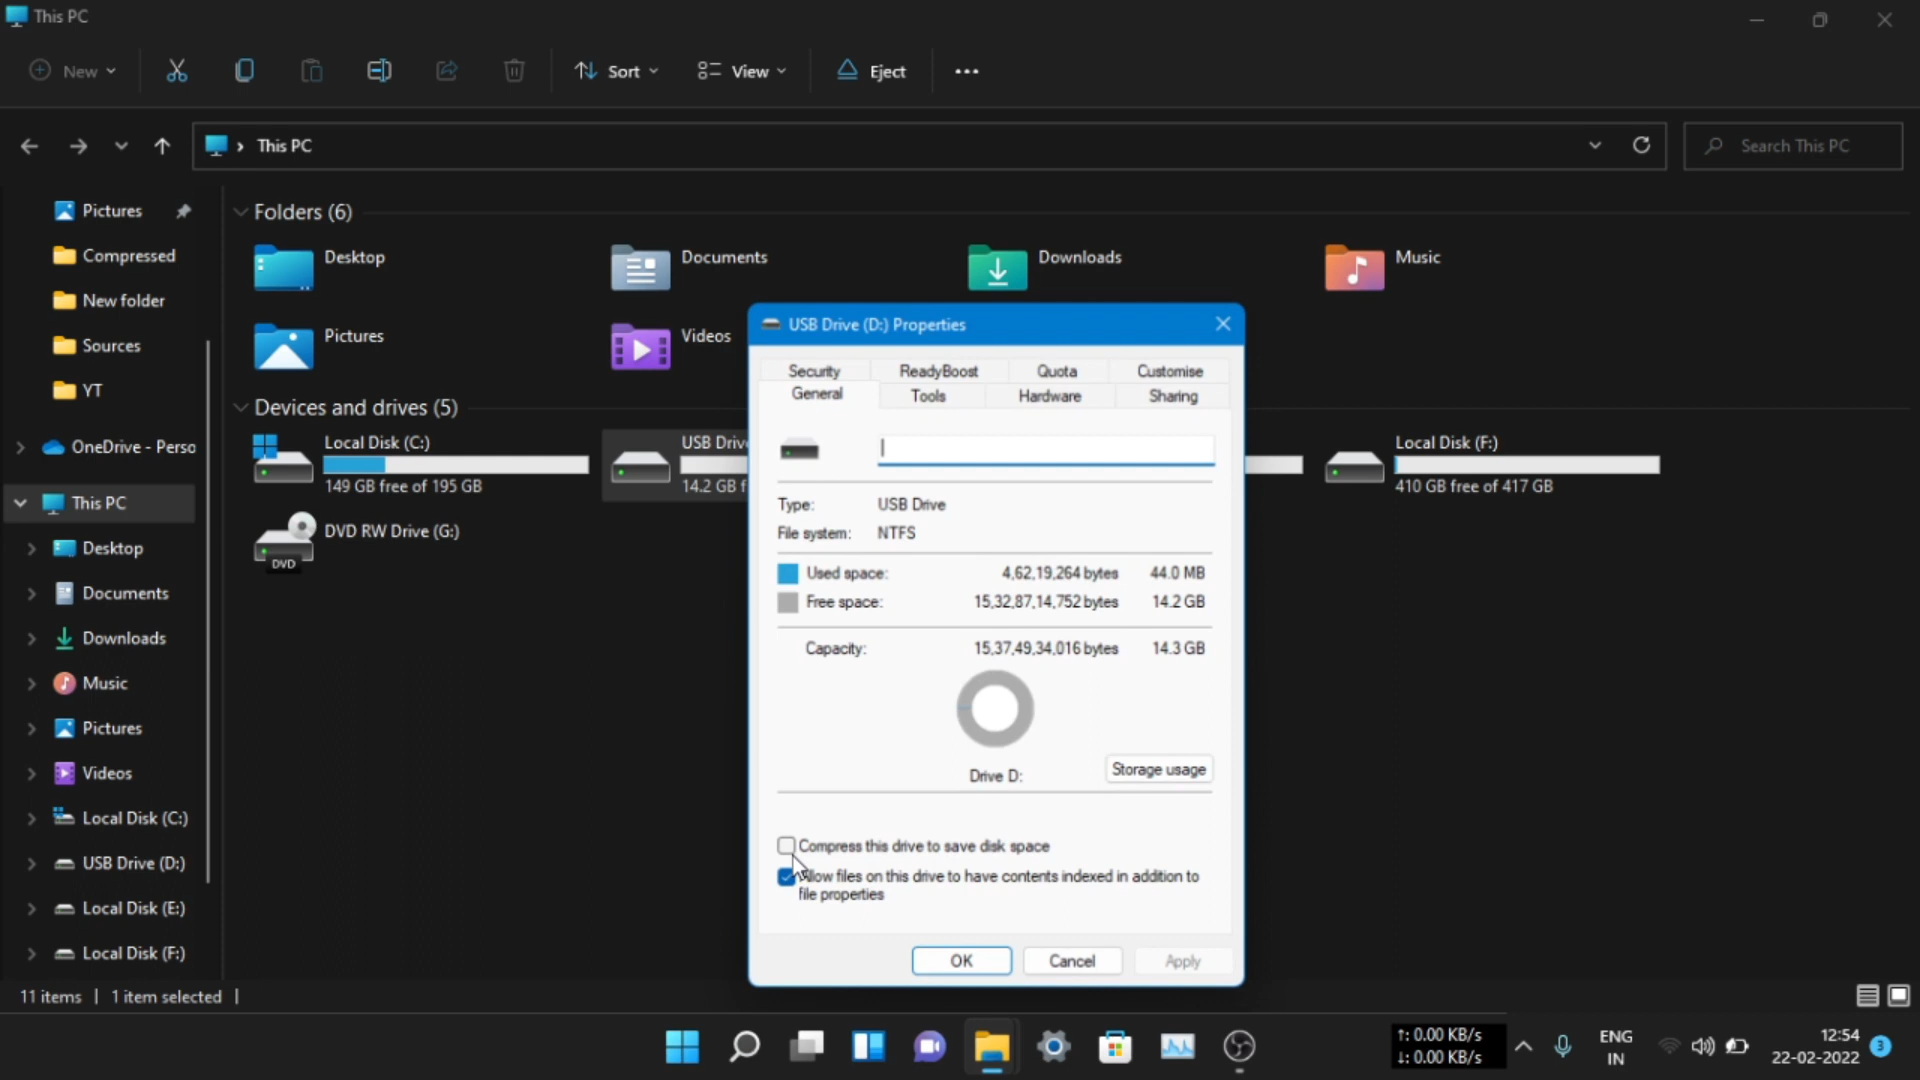 This PC
New
Sort
View
Eject
This PC
Search This PC
Pictures
Compressed
New folder
Sources
YT
OneDrive - Perso
This PC
Desktop
Documents
Downloads
Music
Pictures
Videos
Local Disk (C:)
USB Drive (D:)
Local Disk (E:)
Local Disk (F:)
Folders (6)
Desktop
Documents
Downloads
Music
Pictures
Videos
Devices and drives (5)
Local Disk (C:)
149 GB free of 195 GB
USB Drive
14.2 GB f
Local Disk (F:)
410 GB free of 417 GB
DVD RW Drive (G:)
DVD
USB Drive (D:) Properties
Security ReadyBoost Quota Customise
General Tools Hardware Sharing
Type: USB Drive
File system: NTFS
Used space: 4,62,19,264 bytes 44.0 MB
Free space: 15,32,87,14,752 bytes 14.2 GB
Capacity: 15,37,49,34,016 bytes 14.3 GB
Drive D:
Storage usage
Compress this drive to save disk space
Allow files on this drive to have contents indexed in addition to
file properties
OK Cancel Apply
11 items | 1 item selected |
↑: 0.00 KB/s
↓: 0.00 KB/s
ENG
IN
12:54
22-02-2022
3